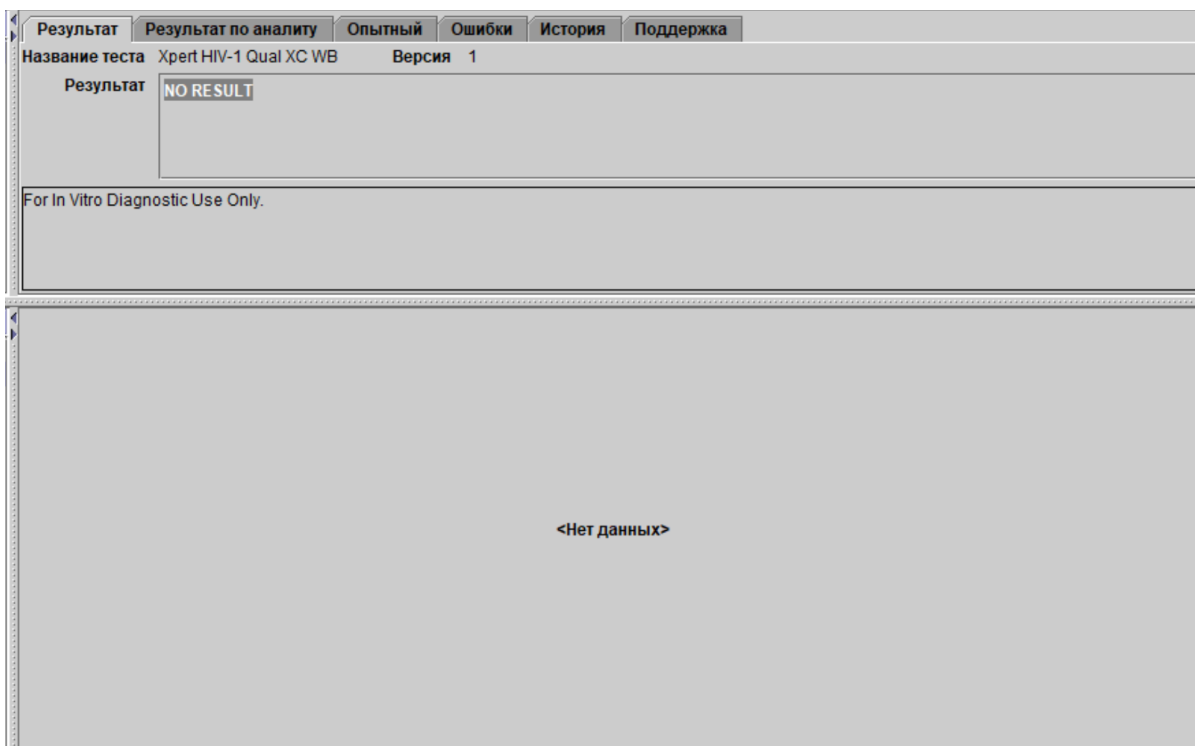 Результат Результат по аналиту Опытный Ошибки История Поддержка
Название теста Xpert HIV-1 Qual XC WB Версия 1
Результат NO RESULT
For In Vitro Diagnostic Use Only.
<Нет данных>